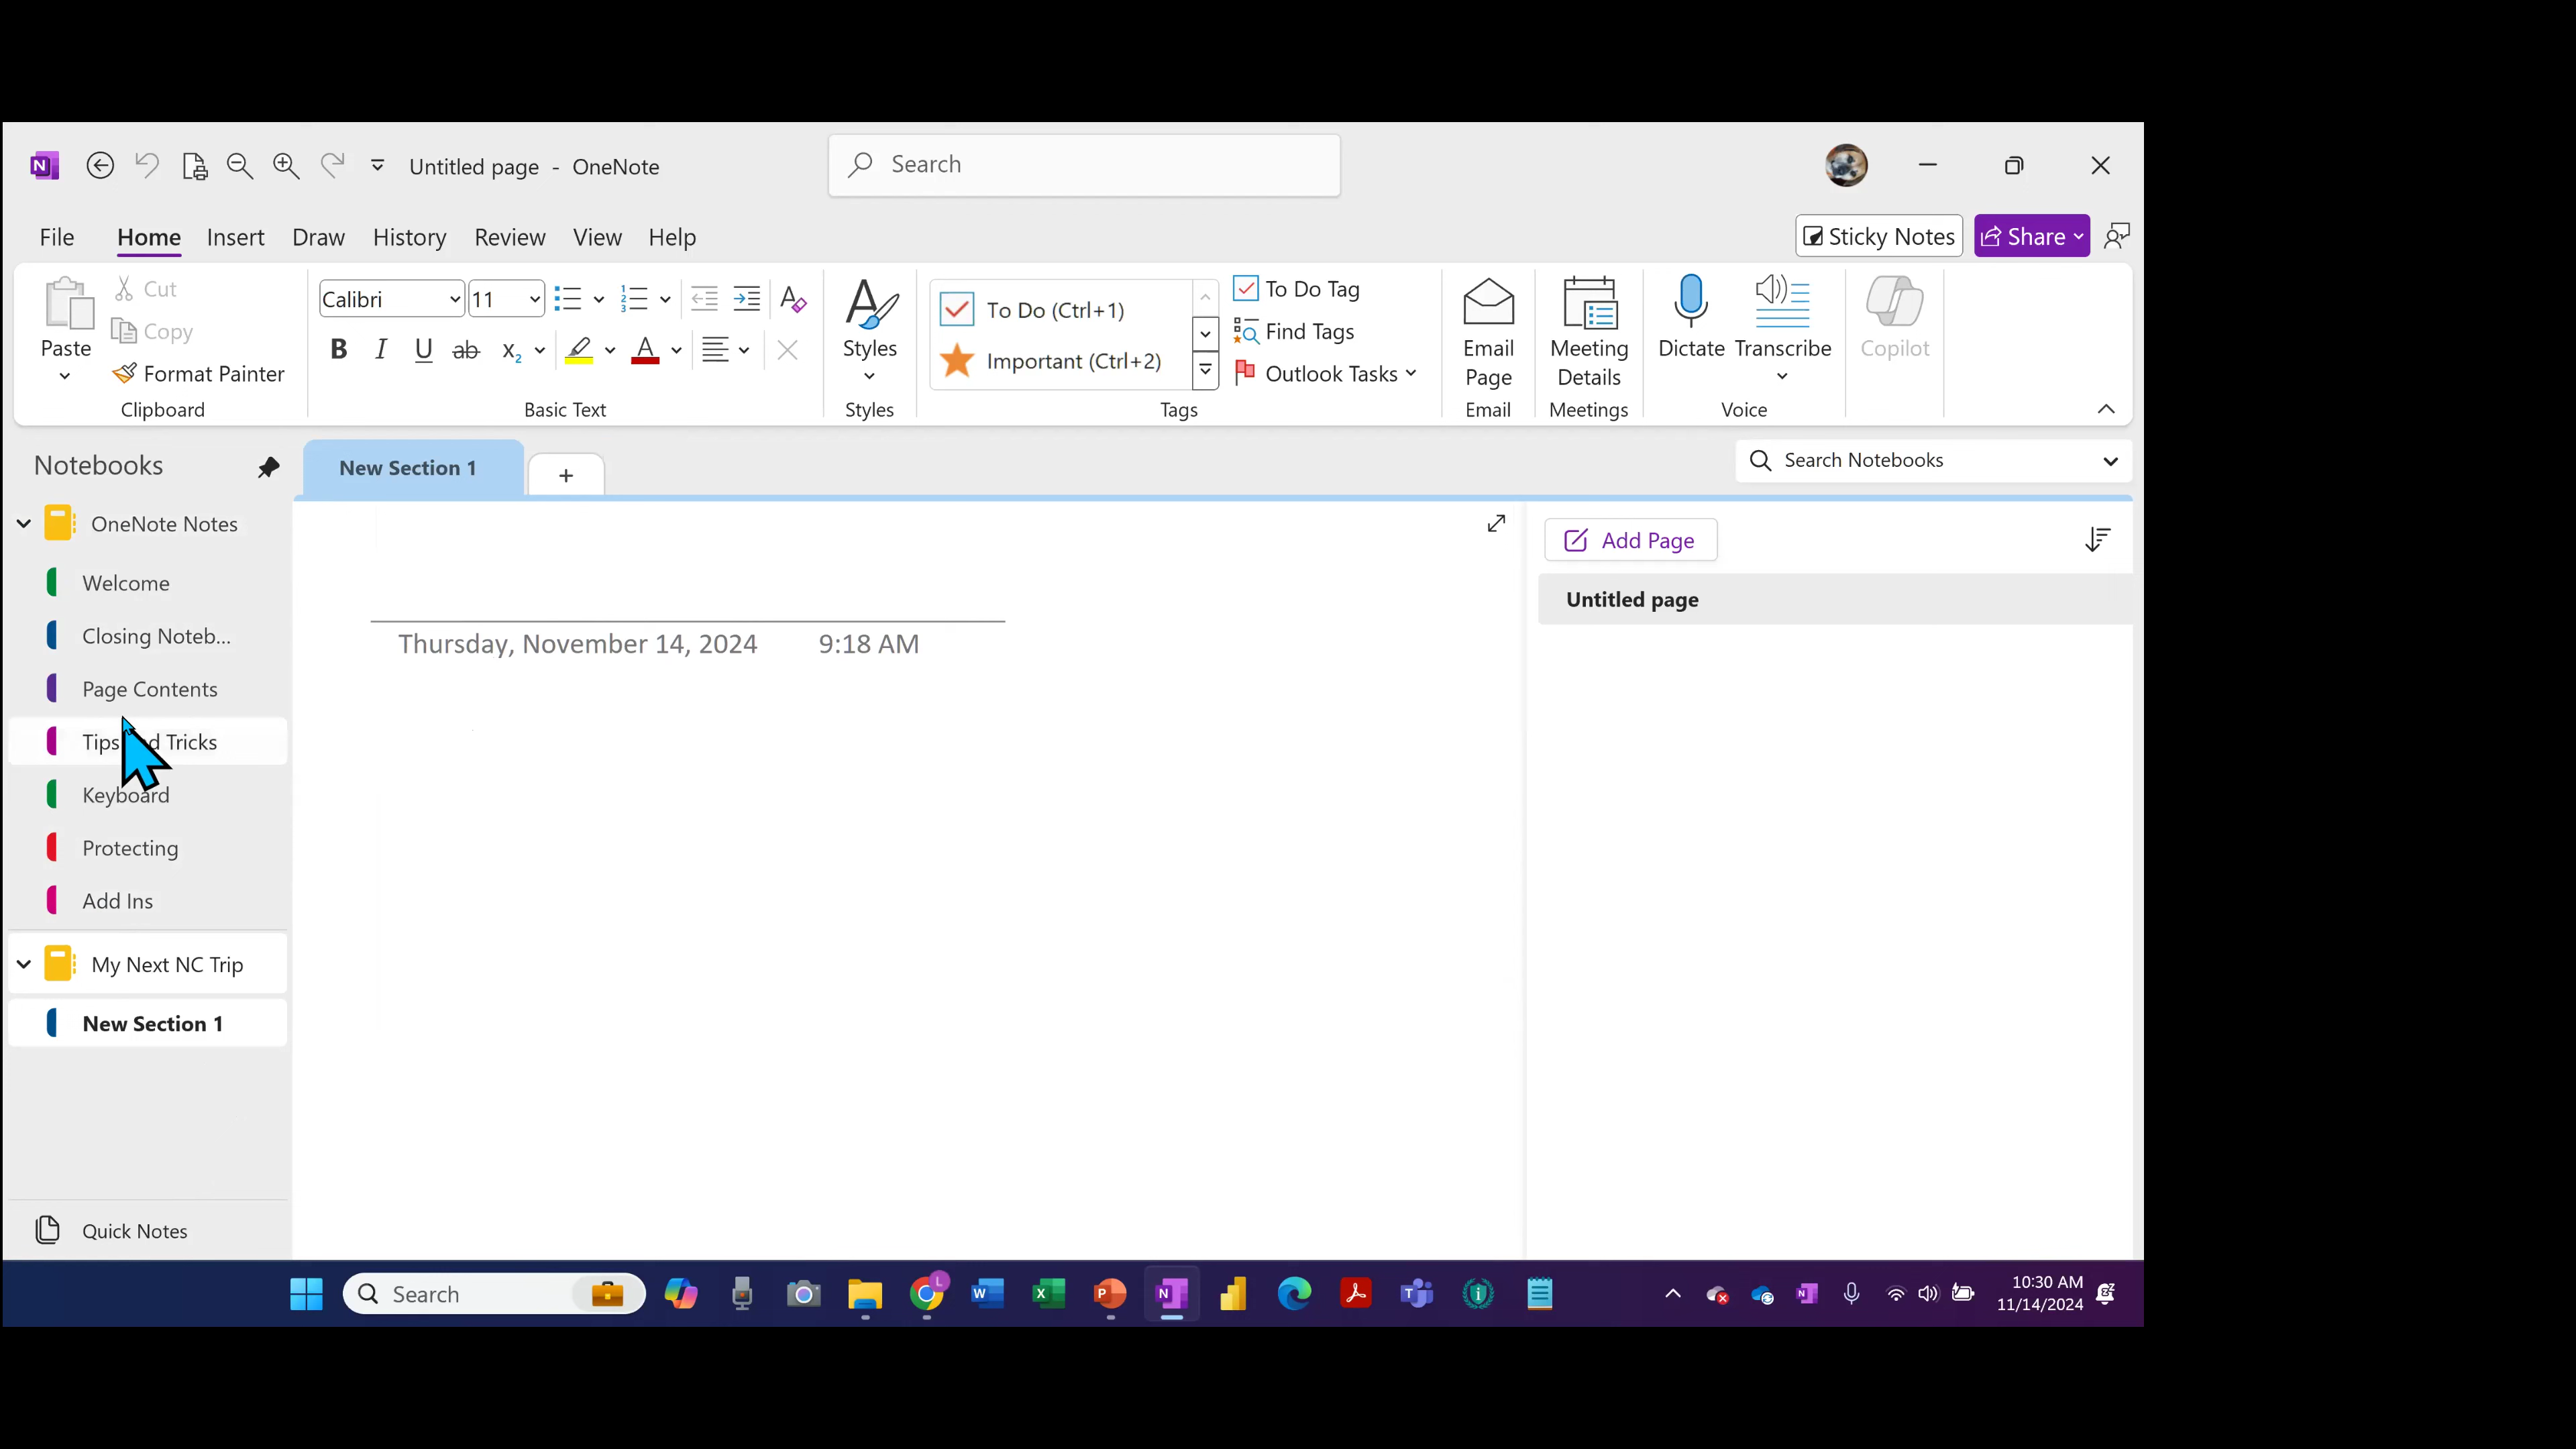 Untitled page - OneNote
Search
File Home Insert Draw History Review View Help
Sticky Notes
Share
Paste
Cut
Copy
Format Painter
Clipboard
Calibri
11
Basic Text
Styles
Styles
To Do (Ctrl+1)
Important (Ctrl+2)
To Do Tag
Find Tags
Outlook Tasks
Tags
Email
Page
Email
Meeting
Details
Meetings
Dictate
Transcribe
Voice
Copilot
Notebooks
New Section 1
+
Search Notebooks
OneNote Notes
Welcome
Closing Noteb...
Page Contents
Tips Tricks
Keyboard
Protecting
Add Ins
My Next NC Trip
New Section 1
Quick Notes
Thursday, November 14, 2024 9:18 AM
Add Page
Untitled page
Search
10:30 AM
11/14/2024